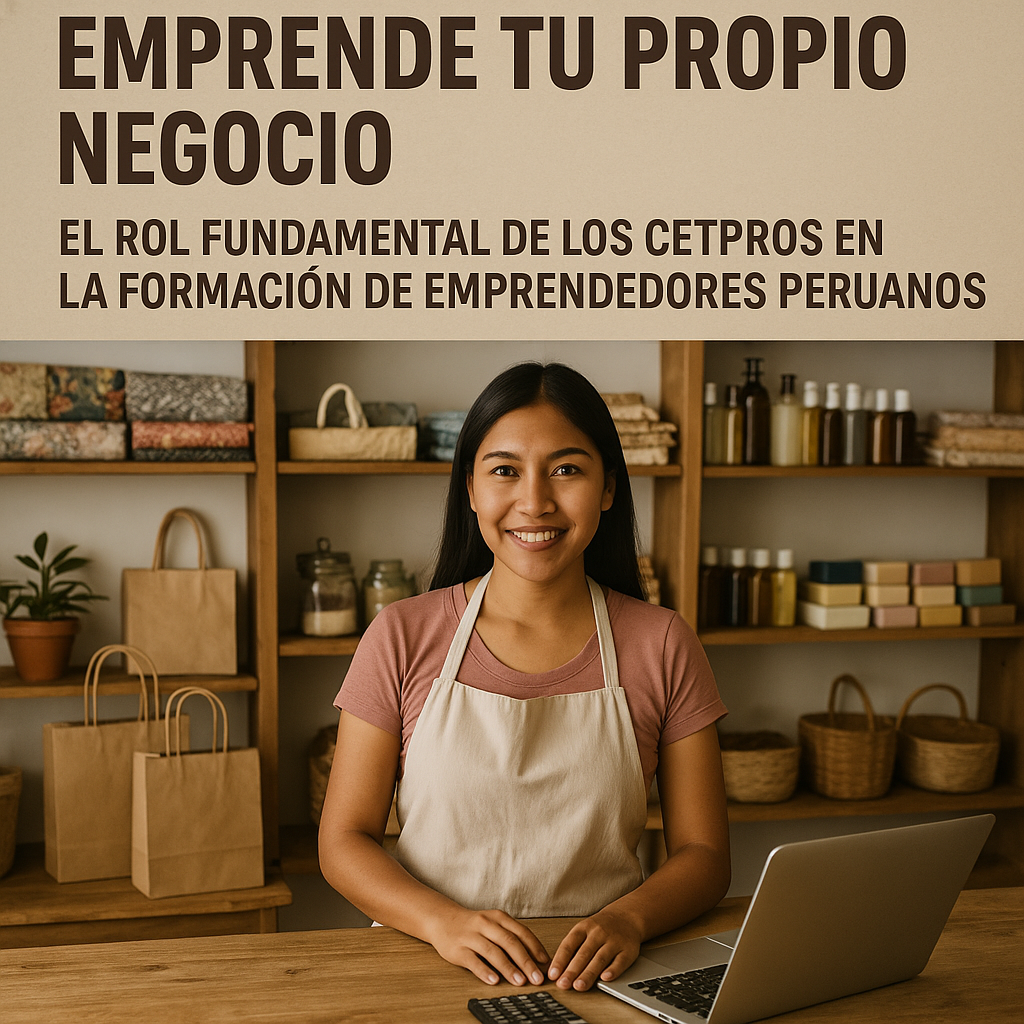 EMPRENDE TU PROPIO
NEGOCIO
EL ROL FUNDAMENTAL DE LOS CETPROS EN
LA FORMACIÓN DE EMPRENDEDORES PERUANOS